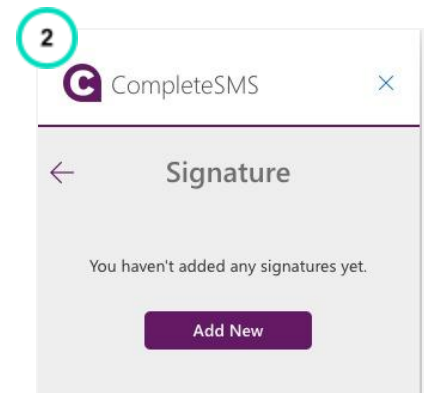 2
C CompleteSMS
Signature
You haven't added any signatures yet.
Add New